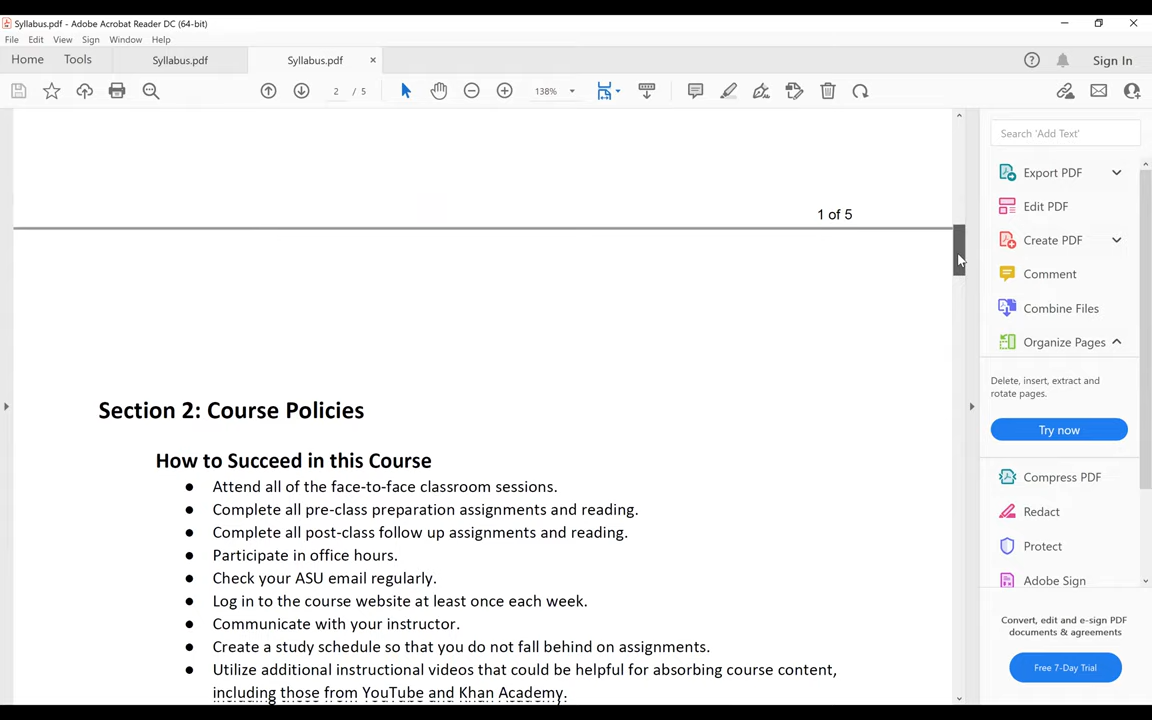 Syllabus.pdf - Adobe Acrobat Reader DC (64-bit)
File Edit View Sign Window Help
Home Tools Syllabus.pdf Syllabus.pdf × Sign In
2 / 5 138%
Search 'Add Text'
Export PDF
Edit PDF
Create PDF
Comment
Combine Files
Organize Pages
Delete, insert, extract and
rotate pages.
Try now
Compress PDF
Redact
Protect
Adobe Sign
Convert, edit and e-sign PDF
documents & agreements
Free 7-Day Trial
1 of 5
Section 2: Course Policies
How to Succeed in this Course
● Attend all of the face-to-face classroom sessions.
● Complete all pre-class preparation assignments and reading.
● Complete all post-class follow up assignments and reading.
● Participate in office hours.
● Check your ASU email regularly.
● Log in to the course website at least once each week.
● Communicate with your instructor.
● Create a study schedule so that you do not fall behind on assignments.
● Utilize additional instructional videos that could be helpful for absorbing course content,
including those from YouTube and Khan Academy.